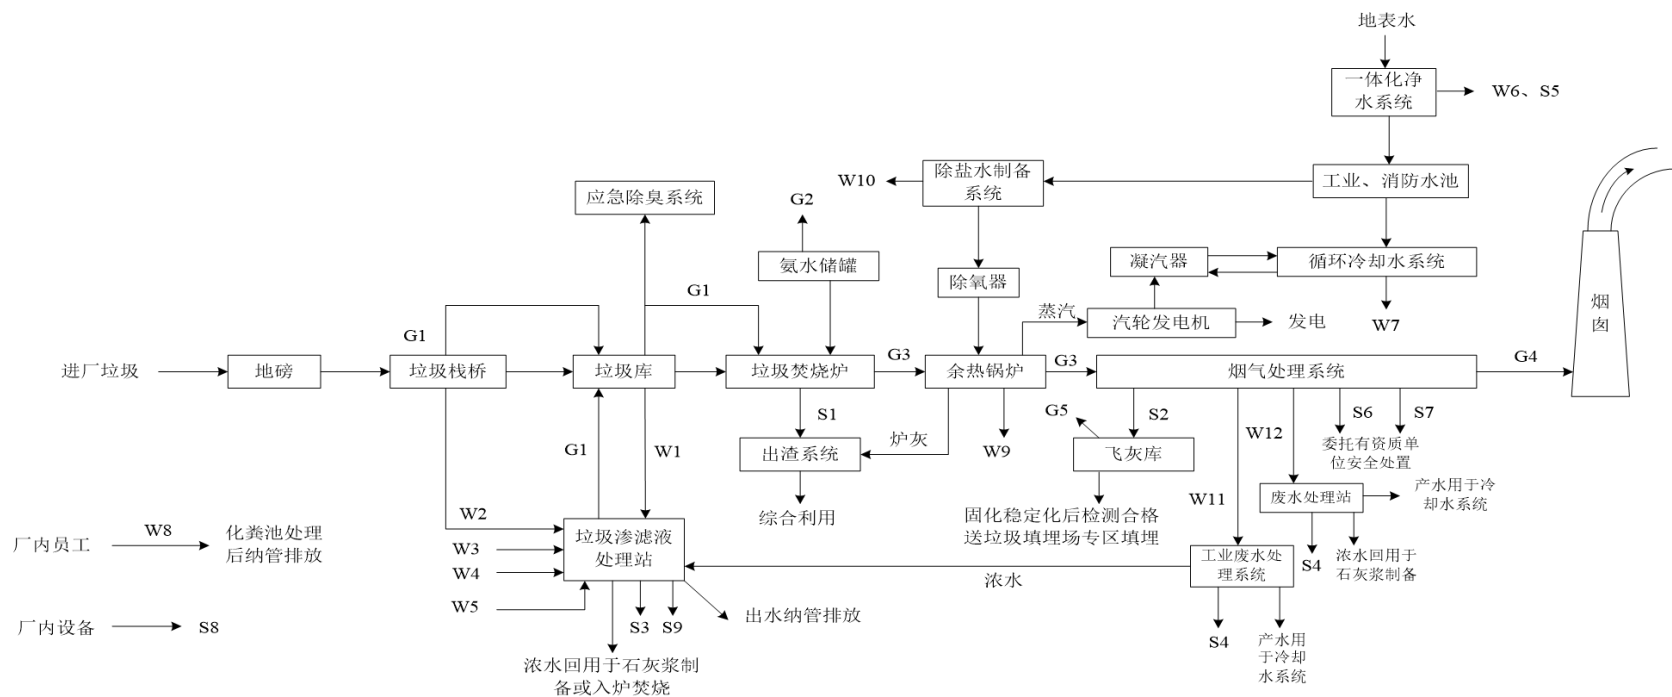 地表水
一体化净
水系统
W6、S5
W10
除盐水制备
系统
工业、消防水池
应急除臭系统
G2
氨水储罐
除氧器
凝汽器
循环冷却水系统
G1
蒸汽
汽轮发电机
发电
W7
烟
囱
G1
进厂垃圾
地磅
垃圾栈桥
垃圾库
垃圾焚烧炉
G3
余热锅炉
G3
烟气处理系统
G4
S1
G5
S2
S6
S7
W12
G1
W1
出渣系统
炉灰
W9
飞灰库
委托有资质单
位安全处置
W11
废水处理站
产水用于冷
却水系统
W2
综合利用
固化稳定化后检测合格
送垃圾填埋场专区填埋
厂内员工
W8
化粪池处理
后纳管排放
垃圾渗滤液
处理站
W3
W4
W5
浓水
工业废水处
理系统
S4
浓水回用于
石灰浆制备
厂内设备
S8
S3
S9
出水纳管排放
S4
产水用
于冷却
水系统
浓水回用于石灰浆制
备或入炉焚烧